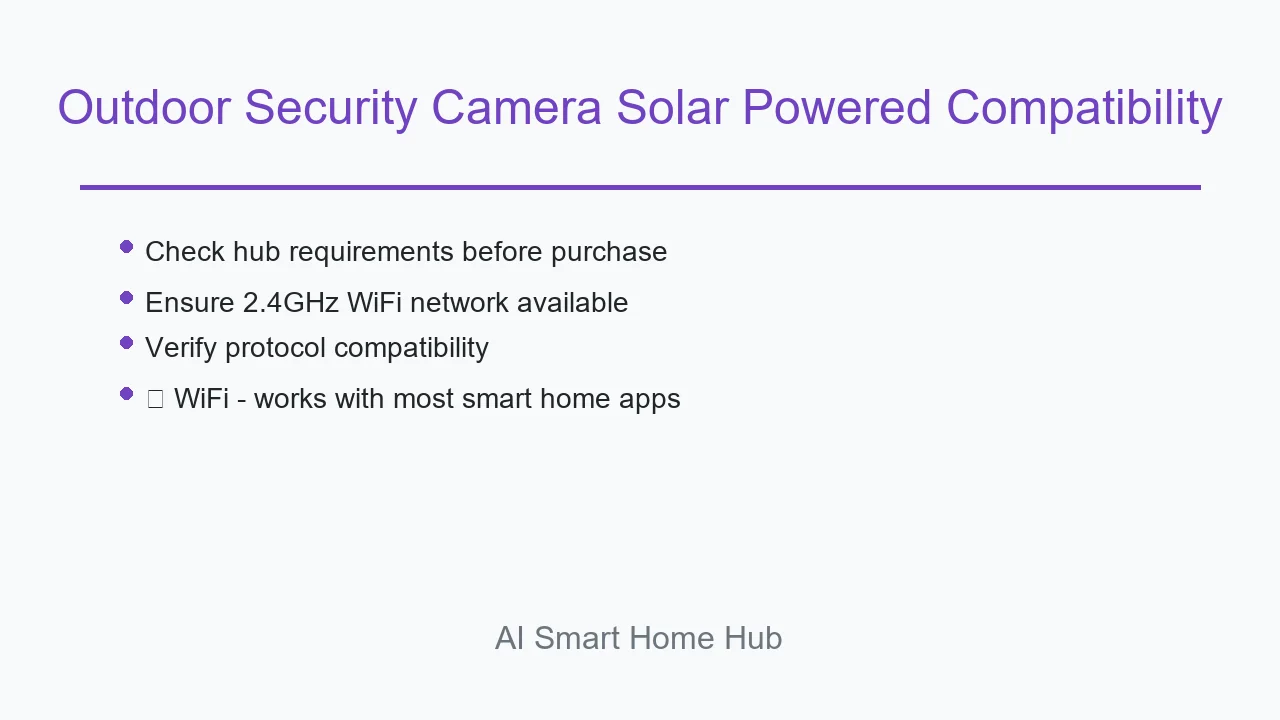 Outdoor Security Camera Solar Powered Compatibility
Check hub requirements before purchase
Ensure 2.4GHz WiFi network available
Verify protocol compatibility
□ WiFi - works with most smart home apps
AI Smart Home Hub